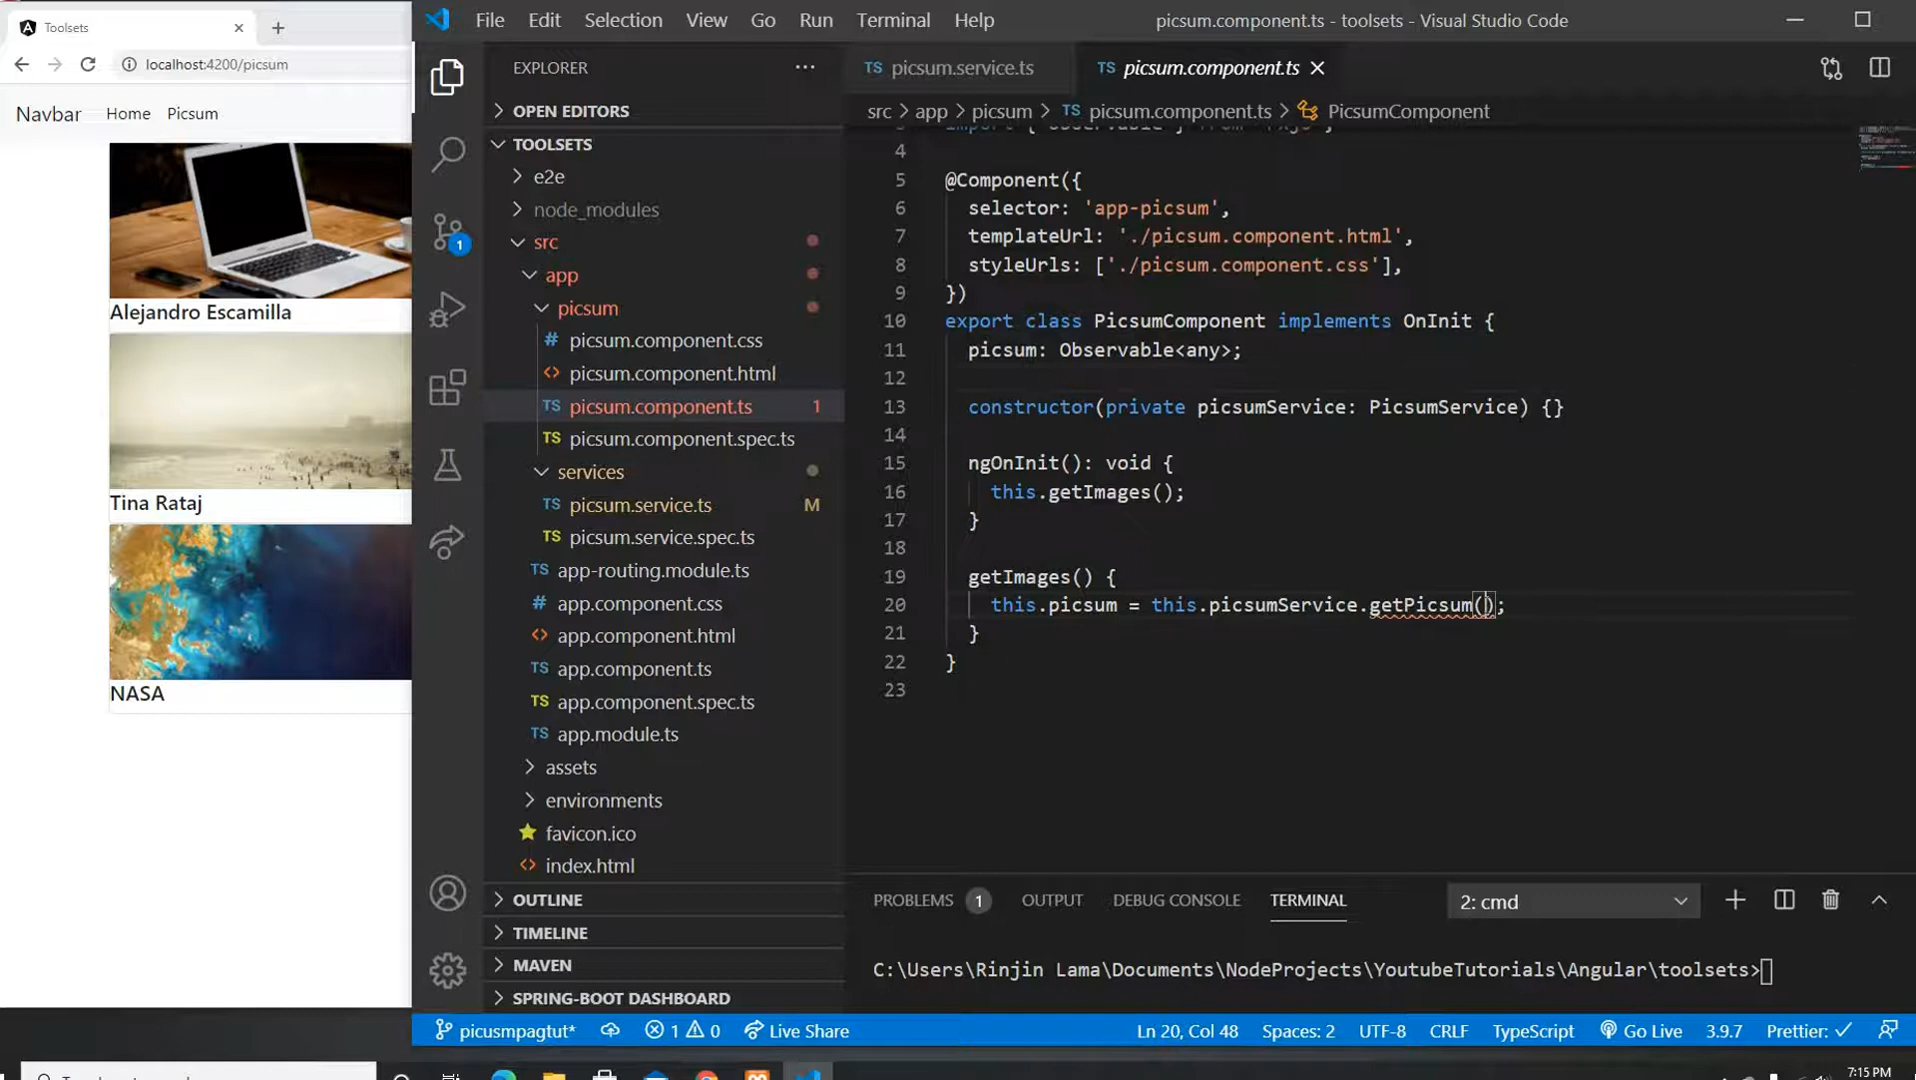 Toolsets
localhost:4200/picsum
Navbar Home Picsum
Alejandro Escamilla
Tina Rataj
NASA
File Edit Selection View Go Run Terminal Help
picsum.component.ts - toolsets - Visual Studio Code
EXPLORER
OPEN EDITORS
TOOLSETS
e2e
node_modules
src
app
picsum
picsum.component.css
picsum.component.html
TS picsum.component.ts 1
TS picsum.component.spec.ts
services
TS picsum.service.ts M
TS picsum.service.spec.ts
TS app-routing.module.ts
app.component.css
app.component.html
TS app.component.ts
TS app.component.spec.ts
TS app.module.ts
assets
environments
favicon.ico
index.html
OUTLINE
TIMELINE
MAVEN
SPRING-BOOT DASHBOARD
1
TS picsum.service.ts TS picsum.component.ts
src > app > picsum > TS picsum.component.ts > PicsumComponent
4
5 @Component({
6 selector: 'app-picsum',
7 templateUrl: './picsum.component.html',
8 styleUrls: ['./picsum.component.css'],
9 })
10 export class PicsumComponent implements OnInit {
11 picsum: Observable<any>;
12
13 constructor(private picsumService: PicsumService) {}
14
15 ngOnInit(): void {
16 this.getImages();
17 }
18
19 getImages() {
20 this.picsum = this.picsumService.getPicsum();
21 }
22 }
23
PROBLEMS 1 OUTPUT DEBUG CONSOLE TERMINAL 2: cmd
C:\Users\Rinjin Lama\Documents\NodeProjects\YoutubeTutorials\Angular\toolsets>
picusmpagtut* 1 0 Live Share Ln 20, Col 48 Spaces: 2 UTF-8 CRLF TypeScript Go Live 3.9.7 Prettier: ✓
7:15 PM